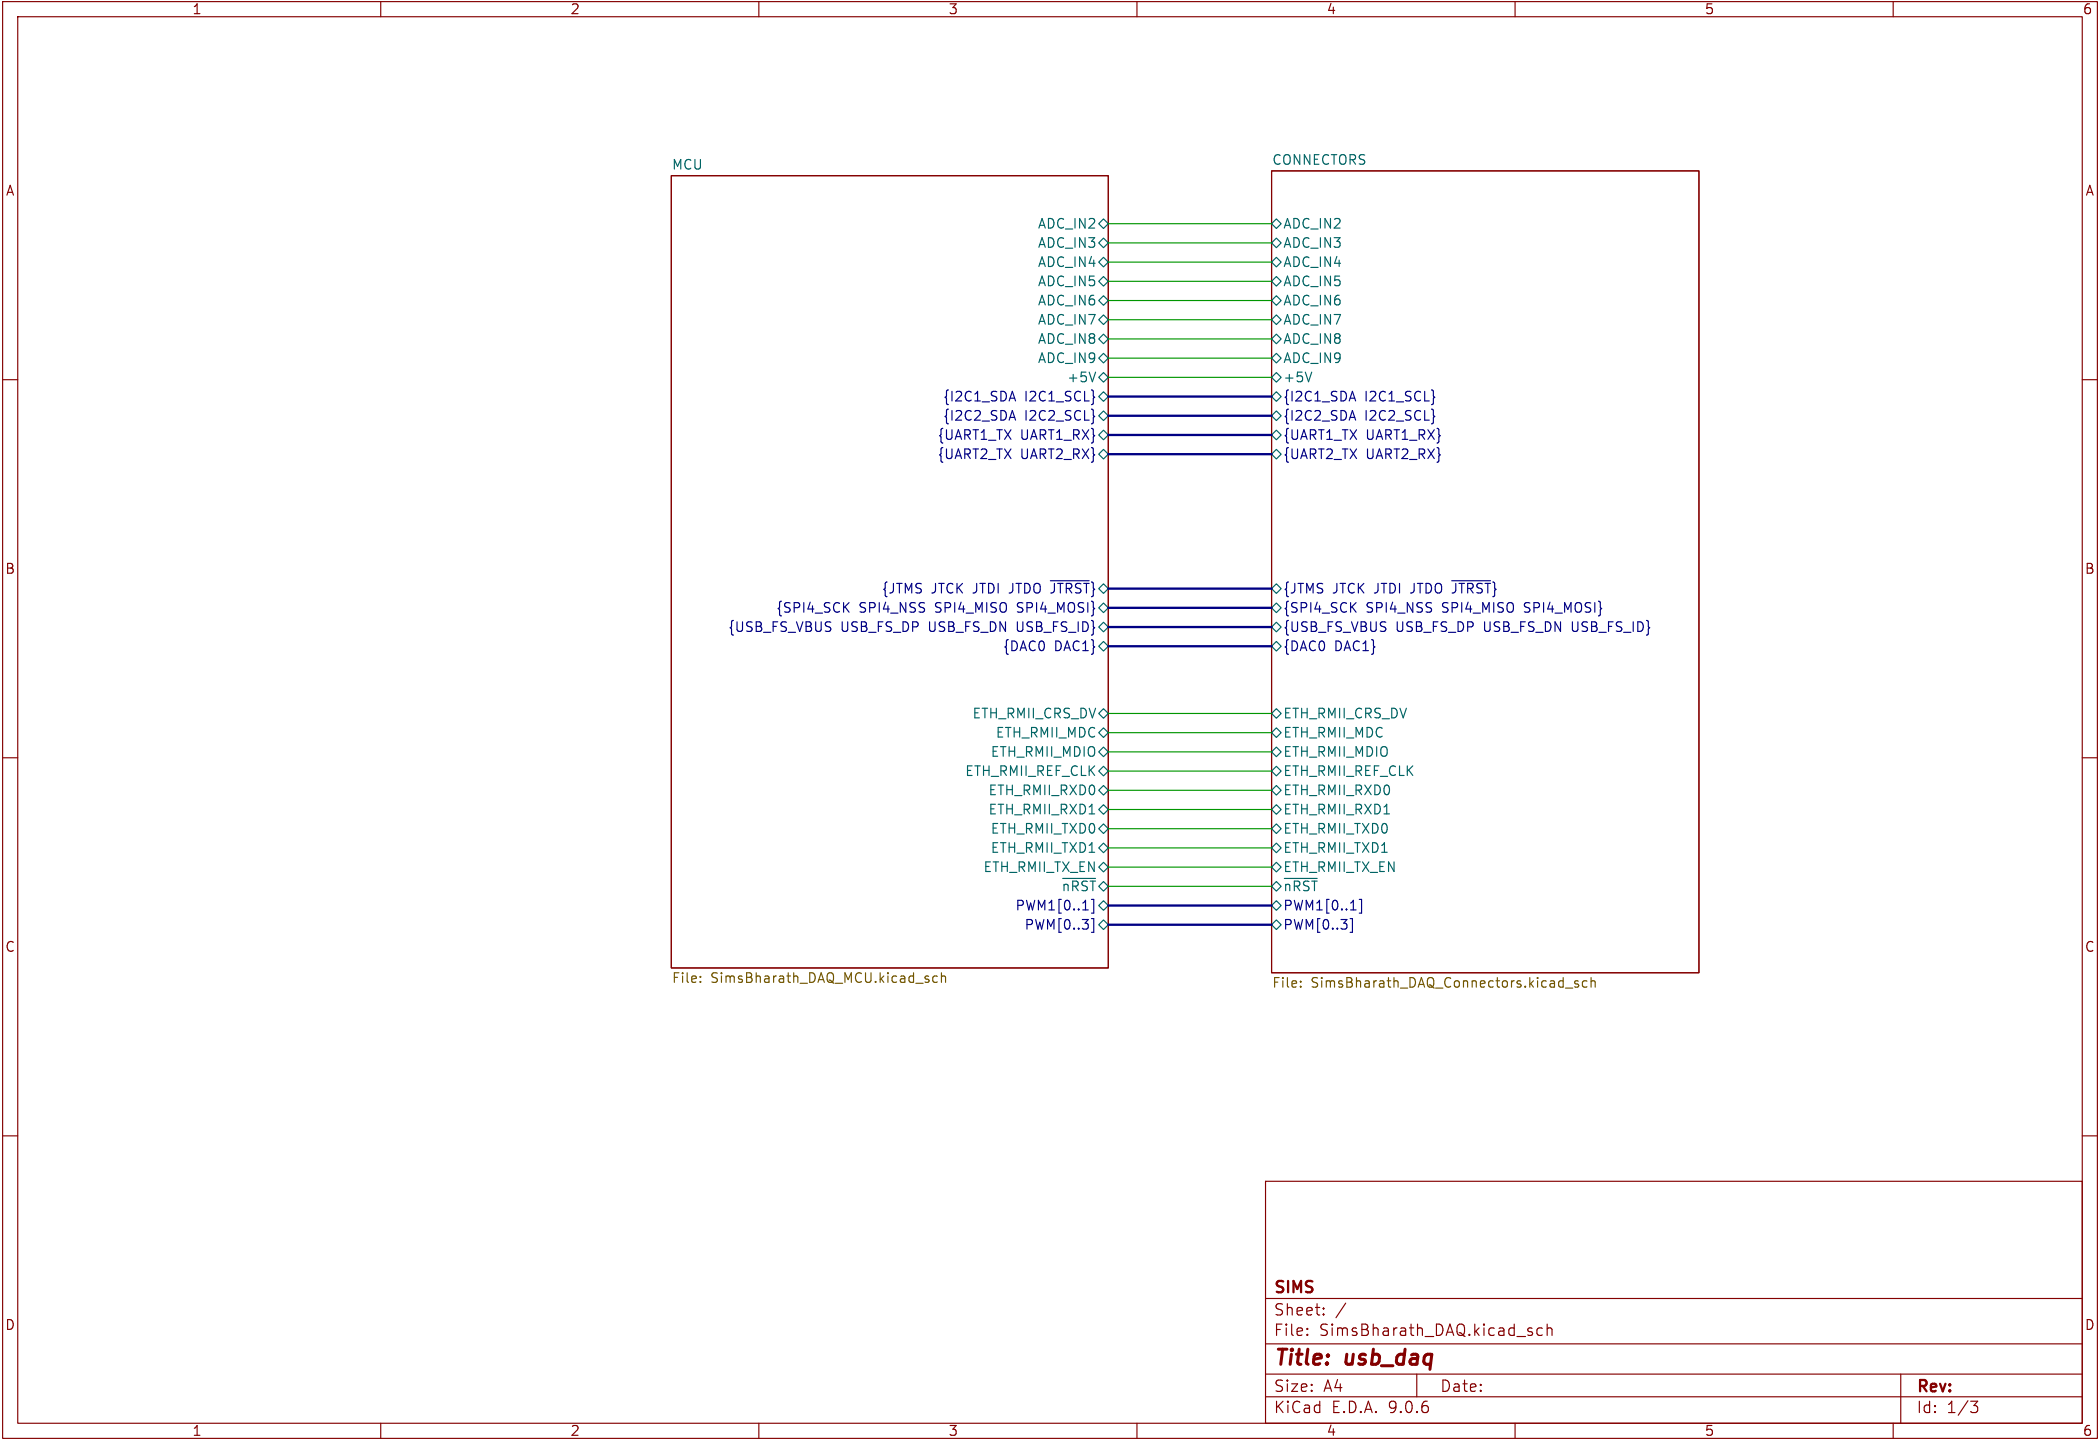 1 2 3 4 5 6
MCU
CONNECTORS
A A
ADC_IN2 ADC_IN2
ADC_IN3 ADC_IN3
ADC_IN4 ADC_IN4
ADC_IN5 ADC_IN5
ADC_IN6 ADC_IN6
ADC_IN7 ADC_IN7
ADC_IN8 ADC_IN8
ADC_IN9 ADC_IN9
+5V +5V
{I2C1_SDA I2C1_SCL} {I2C1_SDA I2C1_SCL}
{I2C2_SDA I2C2_SCL} {I2C2_SDA I2C2_SCL}
{UART1_TX UART1_RX} {UART1_TX UART1_RX}
{UART2_TX UART2_RX} {UART2_TX UART2_RX}
B B
{JTMS JTCK JTDI JTDO JTRST} {JTMS JTCK JTDI JTDO JTRST}
{SPI4_SCK SPI4_NSS SPI4_MISO SPI4_MOSI} {SPI4_SCK SPI4_NSS SPI4_MISO SPI4_MOSI}
{USB_FS_VBUS USB_FS_DP USB_FS_DN USB_FS_ID} {USB_FS_VBUS USB_FS_DP USB_FS_DN USB_FS_ID}
{DAC0 DAC1} {DAC0 DAC1}
ETH_RMII_CRS_DV ETH_RMII_CRS_DV
ETH_RMII_MDC ETH_RMII_MDC
ETH_RMII_MDIO ETH_RMII_MDIO
ETH_RMII_REF_CLK ETH_RMII_REF_CLK
ETH_RMII_RXD0 ETH_RMII_RXD0
ETH_RMII_RXD1 ETH_RMII_RXD1
ETH_RMII_TXD0 ETH_RMII_TXD0
ETH_RMII_TXD1 ETH_RMII_TXD1
ETH_RMII_TX_EN ETH_RMII_TX_EN
nRST nRST
PWM1[0..1] PWM1[0..1]
PWM[0..3] PWM[0..3]
C C
File: SimsBharath_DAQ_MCU.kicad_sch
File: SimsBharath_DAQ_Connectors.kicad_sch
SIMS
Sheet: /
D D
File: SimsBharath_DAQ.kicad_sch
Title: usb_daq
Size: A4 Date: Rev:
KiCad E.D.A. 9.0.6 Id: 1/3
1 2 3 4 5 6